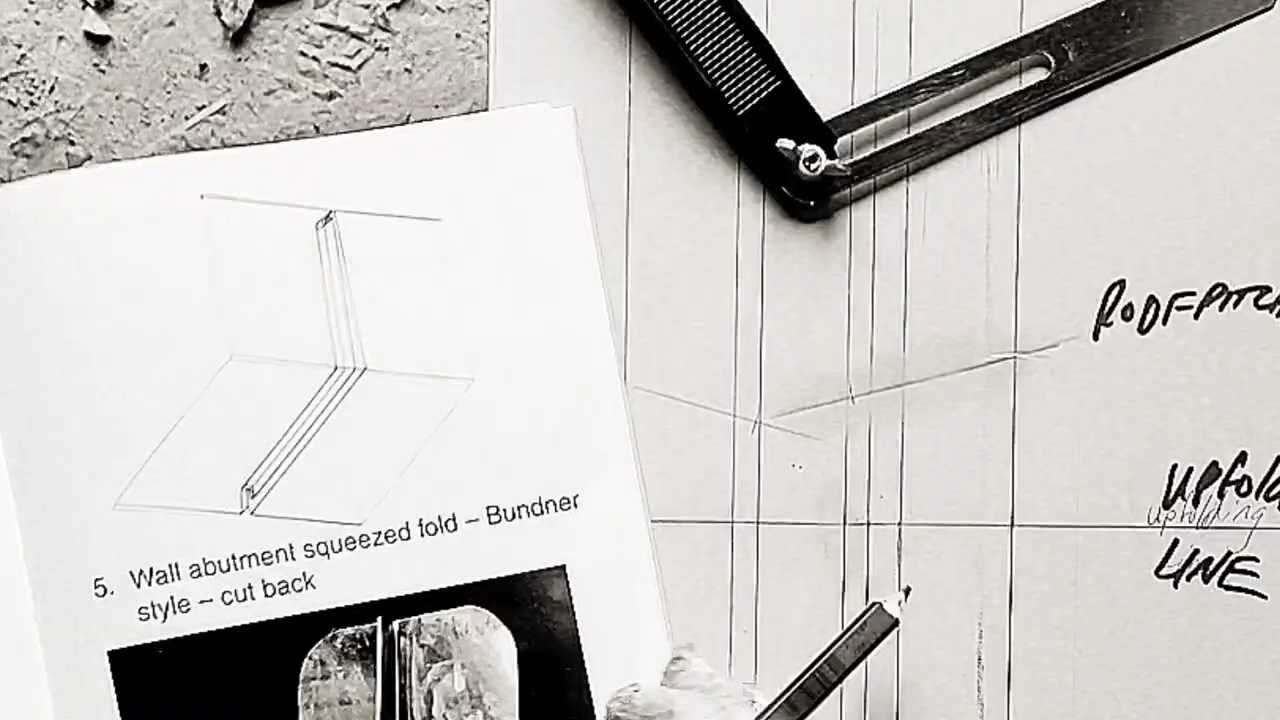 5. Wall abutment squeezed fold – Bundner
style – cut back
ROOFPITCH
UPFOLD
upfolding
LINE